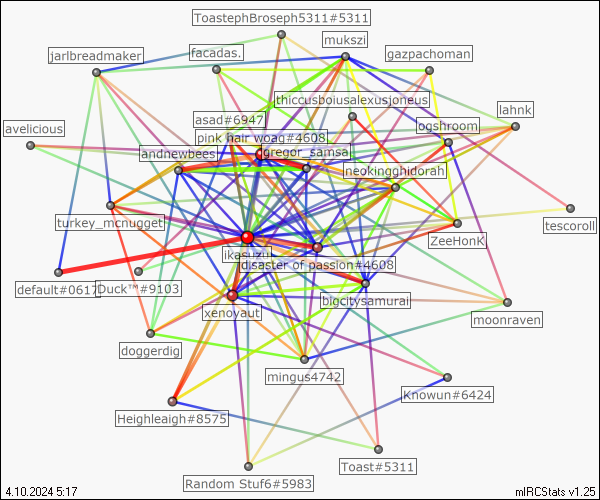 ToastephBroseph5311#5311
mukszi
jarlbreadmaker
facadas.
gazpachoman
thiccusboiusalexusjoneus
lahnk
asad#6947
ogshroom
avelicious
pink hair woag#4608
andnewbees
gregor_samsa
neokingghidorah
turkey_mcnugget
tescoroll
ZeeHonK
ikasuzu
disaster of passion#4608
default#0617
Duck™#9103
bigcitysamurai
xenovaut
moonraven
doggerdig
mingus4742
Knowun#6424
Heighleaigh#8575
Toast#5311
Random Stuf6#5983
4.10.2024 5:17
mIRCStats v1.25